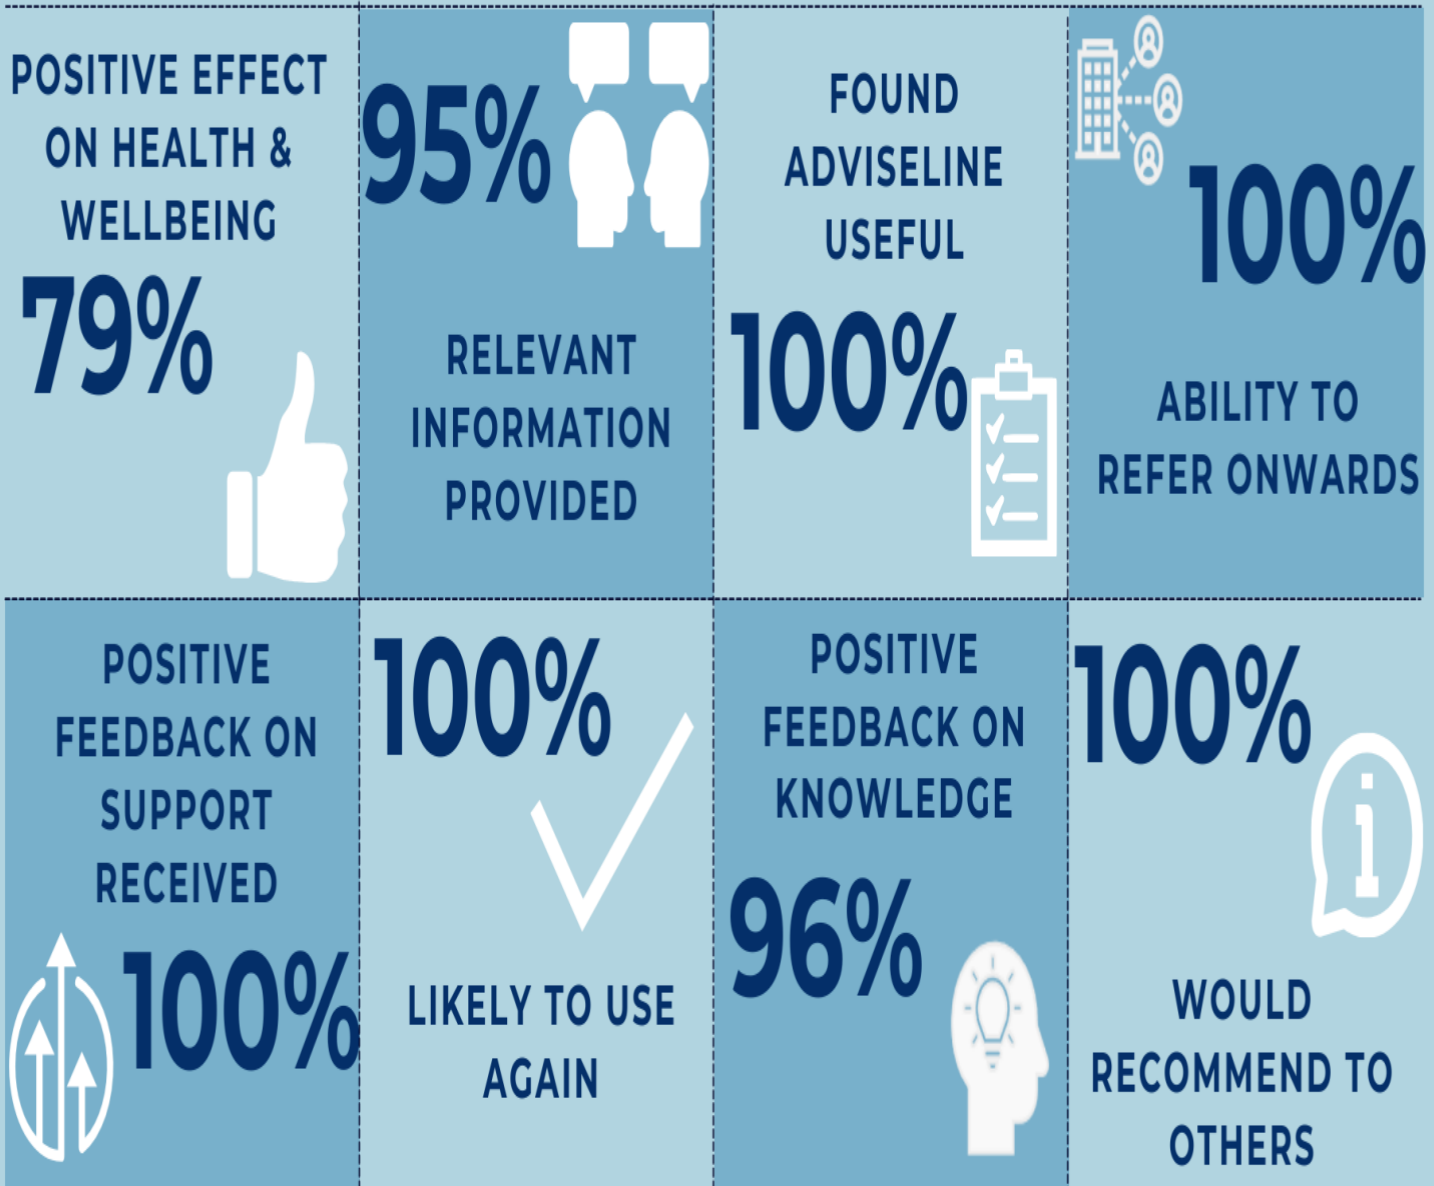 POSITIVE EFFECT
ON HEALTH &
WELLBEING
79%
95%
RELEVANT
INFORMATION
PROVIDED
FOUND
ADVISELINE
USEFUL
100%
100%
ABILITY TO
REFER ONWARDS
POSITIVE
FEEDBACK ON
SUPPORT
RECEIVED
100%
100%
LIKELY TO USE
AGAIN
POSITIVE
FEEDBACK ON
KNOWLEDGE
96%
100%
i
WOULD
RECOMMEND TO
OTHERS